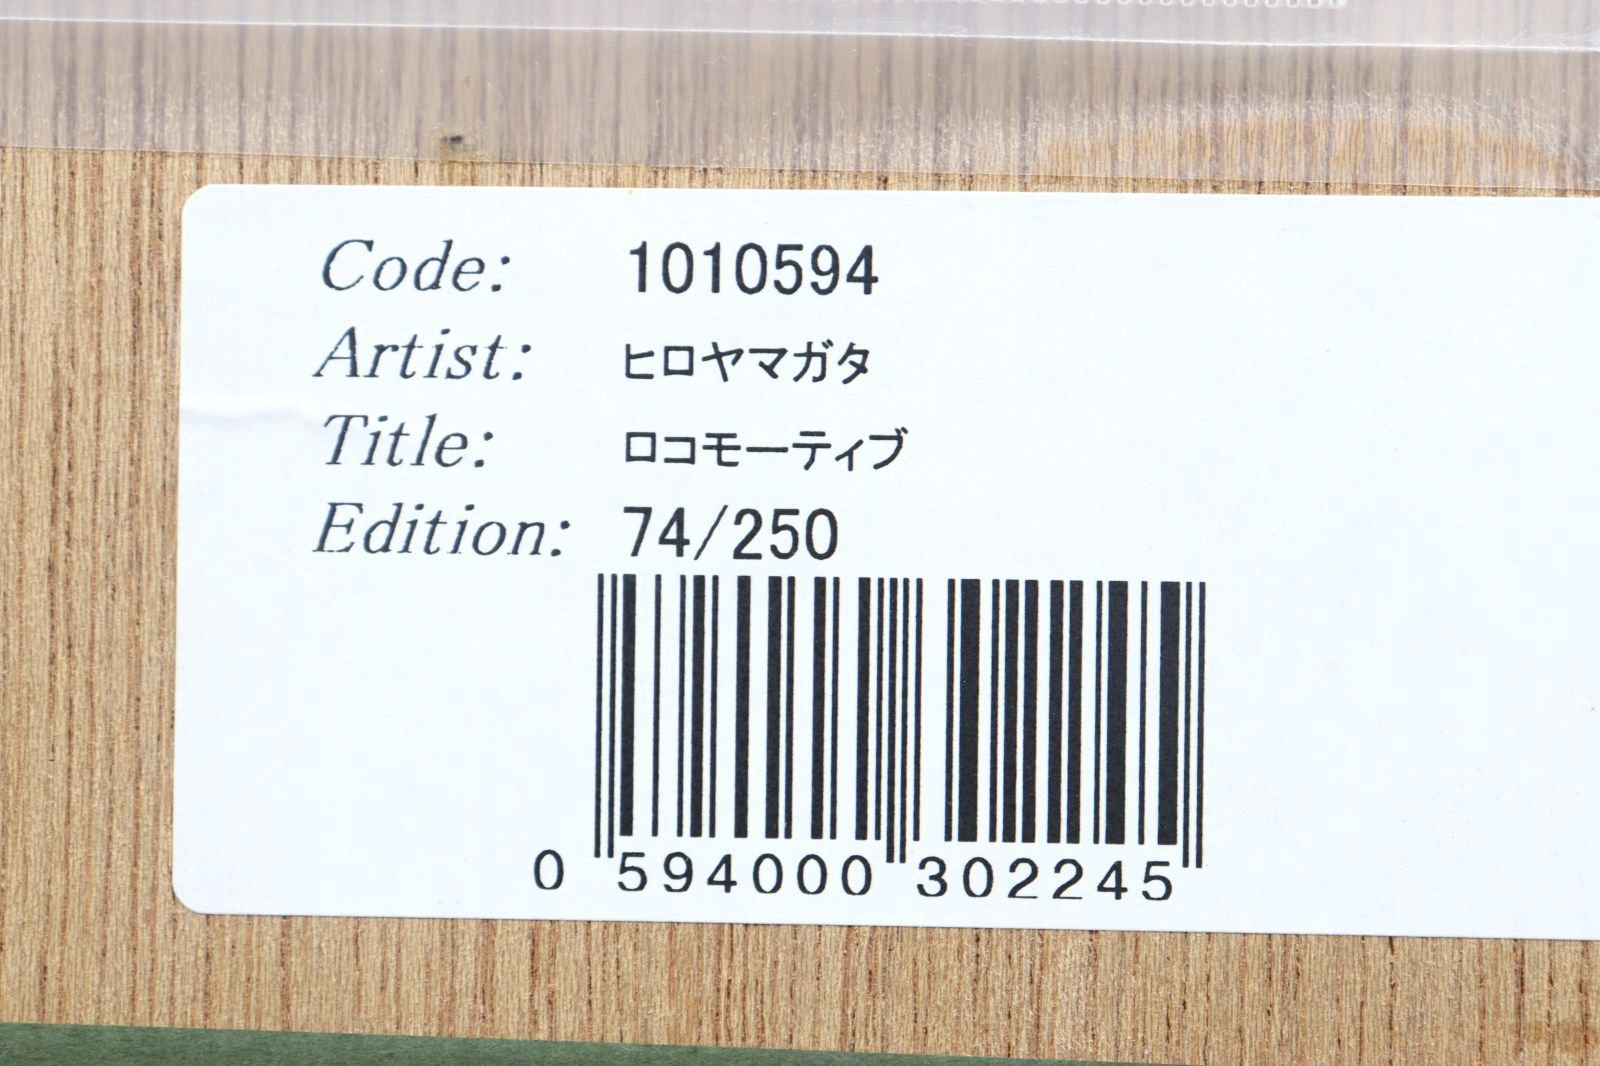 Code: 1010594
Artist: ヒロヤマガタ
Title: ロコモーティブ
Edition: 74/250
0 594000 302245